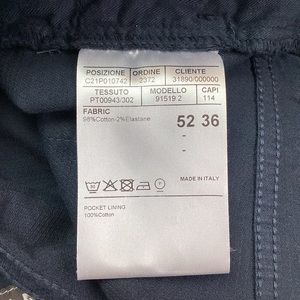 POSIZIONE ORDINE CLIENTE
C21P010742 2372 31890/000000
TESSUTO MODELLO CAPI
PT00943/302 91519 2 114
FABRIC
98%Cotton-2%Elastane
52 36
-
-
MADE IN ITALY
POCKET LINING
100%Cotton